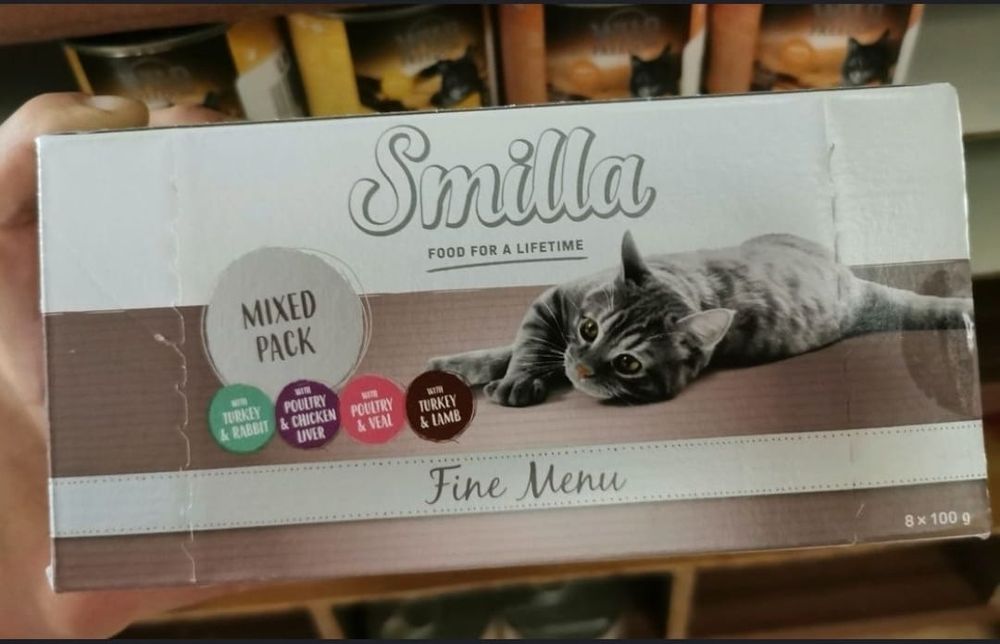 Smilla
FOOD FOR A LIFETIME
MIXED
PACK
WITH
TURKEY
& RABBIT
WITH
POULTRY
& CHICKEN
LIVER
WITH
POULTRY
& VEAL
WITH
TURKEY
& LAMB
Fine Menu
8 x 100 g